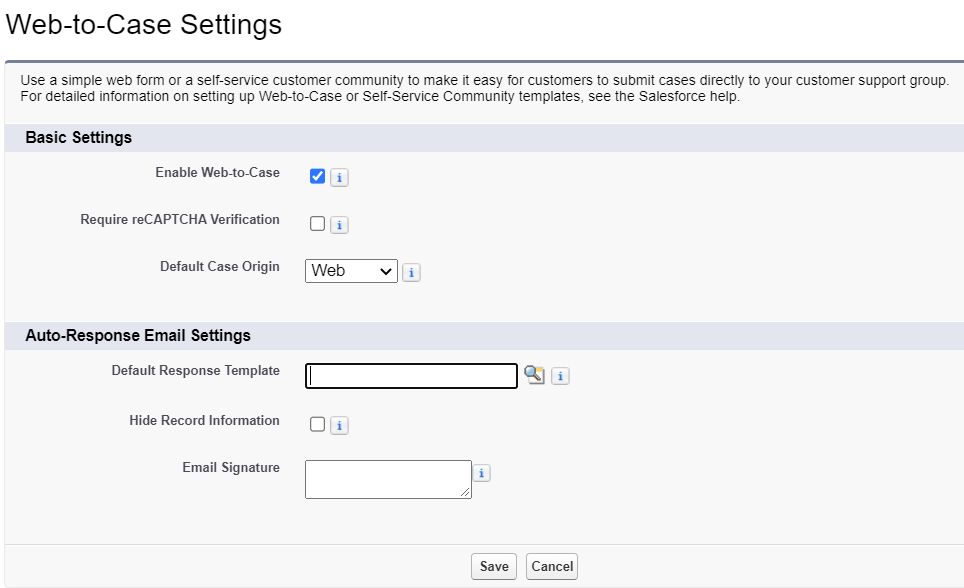 Web-to-Case Settings
Use a simple web form or a self-service customer community to make it easy for customers to submit cases directly to your customer support group.
For detailed information on setting up Web-to-Case or Self-Service Community templates, see the Salesforce help.
Basic Settings
Enable Web-to-Case
Require reCAPTCHA Verification
Default Case Origin Web
Auto-Response Email Settings
Default Response Template
Hide Record Information
Email Signature
Save Cancel